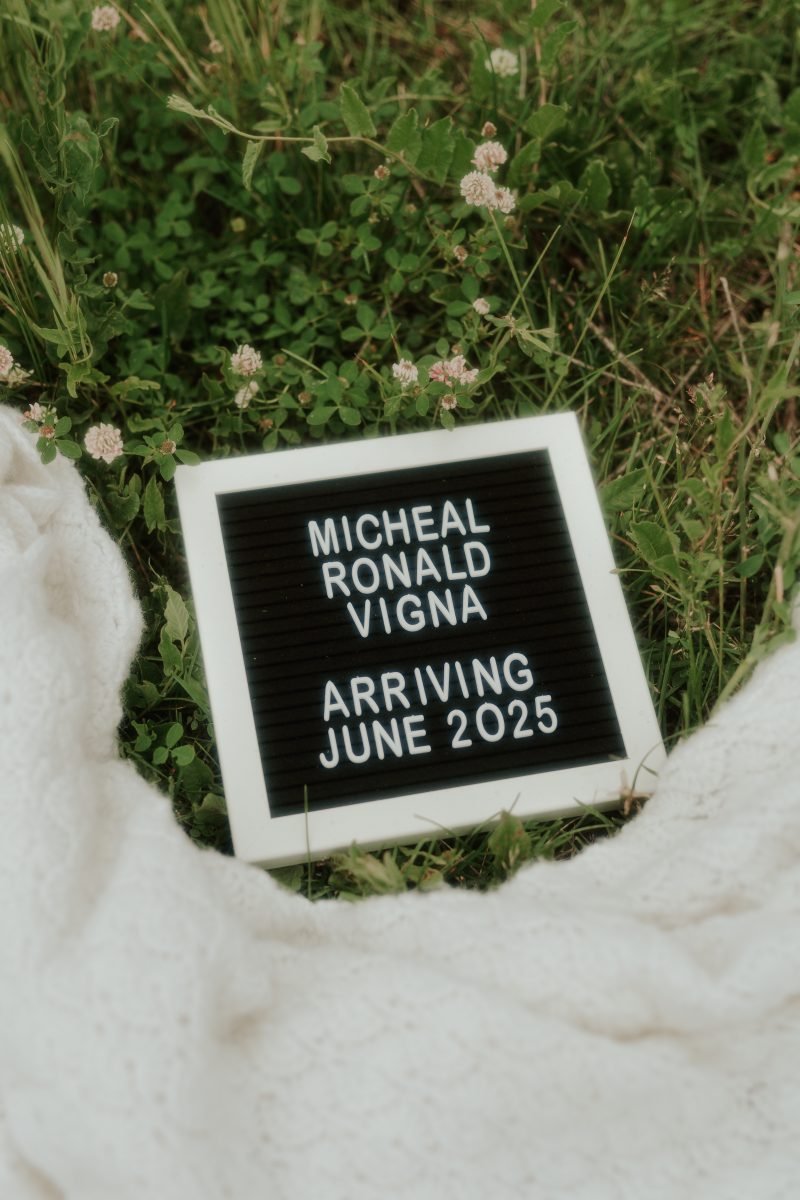 MICHEAL
RONALD
VIGNA
ARRIVING
JUNE 2025